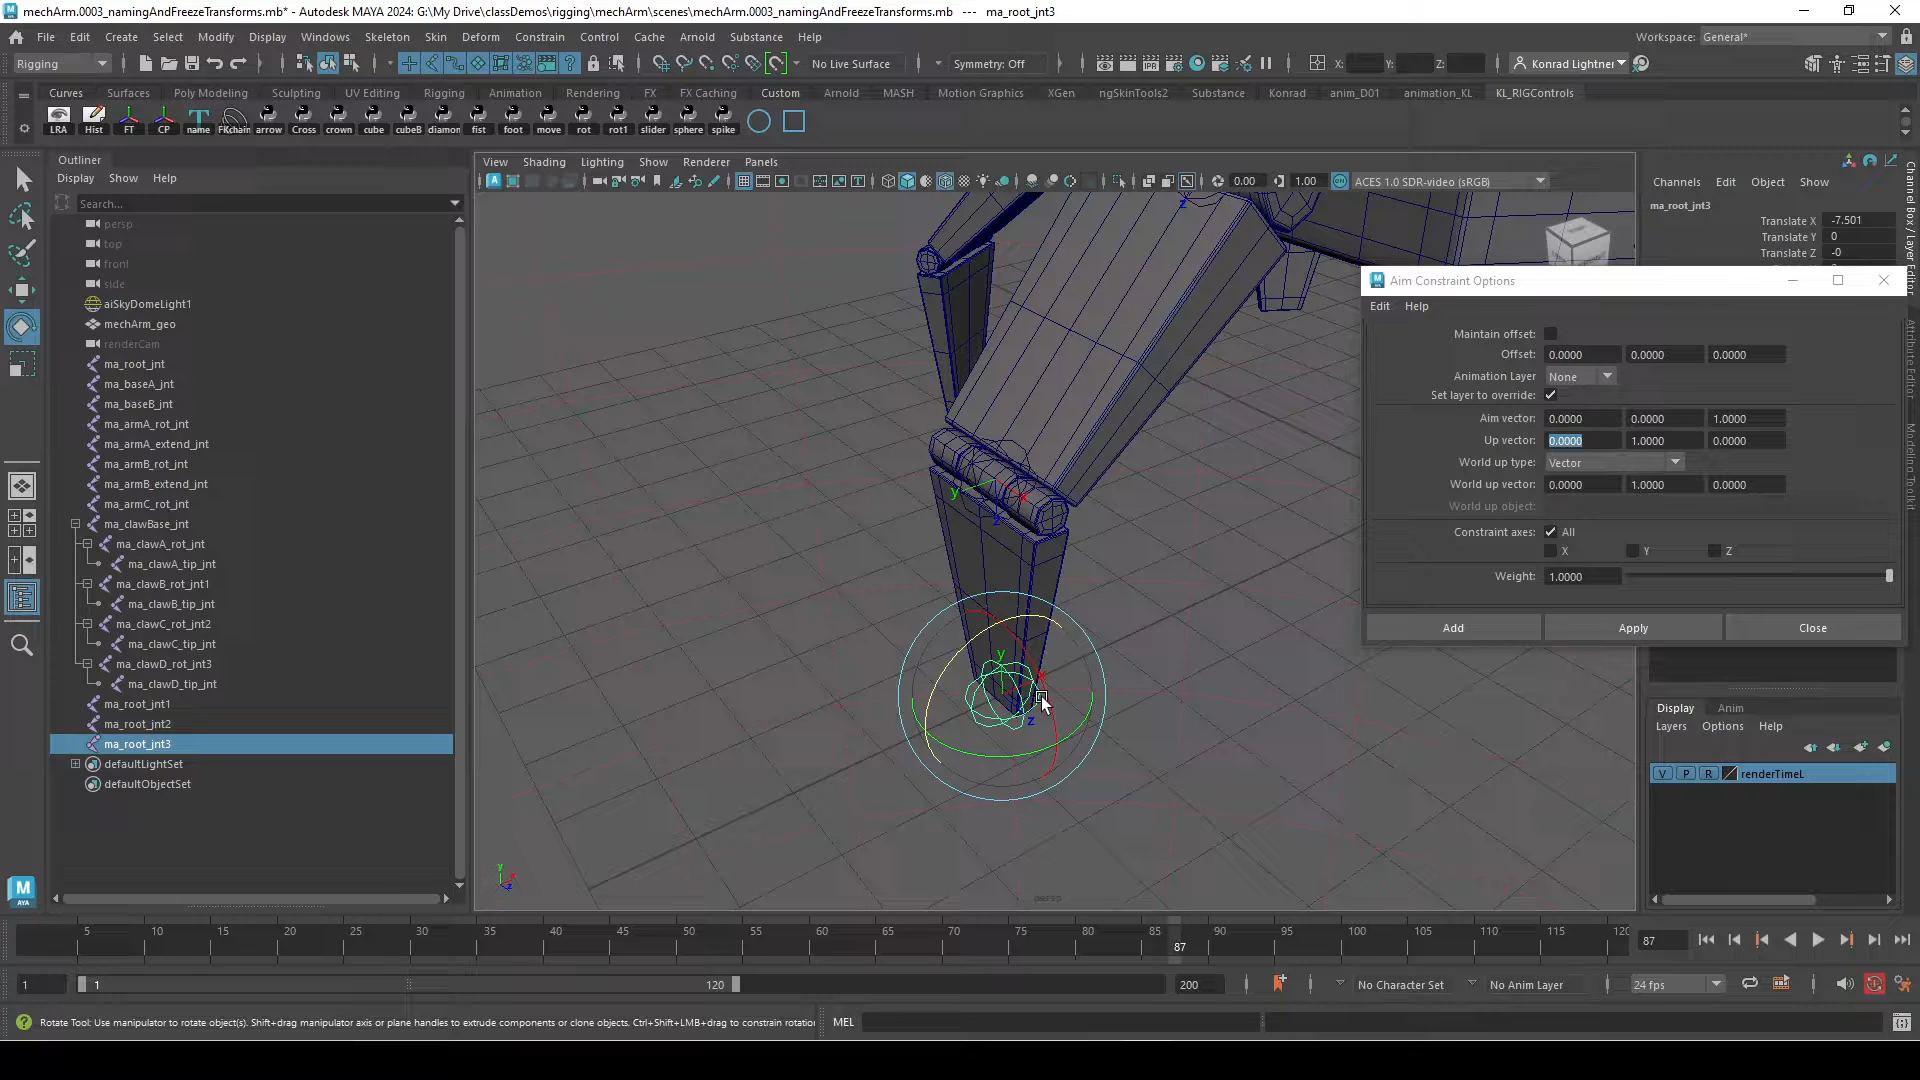 mechArm.0003_namingAndFreezeTransforms.mb* - Autodesk MAYA 2024: G:\My Drive\classDemos\rigging\mechArm\scenes\mechArm.0003_namingAndFreezeTransforms.mb --- ma_root_jnt3
File Edit Create Select Modify Display Windows Skeleton Skin Deform Constrain Control Cache Arnold Substance Help
Workspace: General*
Rigging
No Live Surface
Symmetry: Off
X: Y: Z:
Konrad Lightner
Curves Surfaces Poly Modeling Sculpting UV Editing Rigging Animation Rendering FX FX Caching Custom Arnold MASH Motion Graphics XGen ngSkinTools2 Substance Konrad anim_D01 animation_KL KL_RIGControls
LRA Hist FT CP name FKchain arrow Cross crown cube cubeB diamon fist foot move rot rot1 slider sphere spike
Outliner
Display Show Help
Search...
persp
top
front
side
aiSkyDomeLight1
mechArm_geo
renderCam
ma_root_jnt
ma_baseA_jnt
ma_baseB_jnt
ma_armA_rot_jnt
ma_armA_extend_jnt
ma_armB_rot_jnt
ma_armB_extend_jnt
ma_armC_rot_jnt
ma_clawBase_jnt
ma_clawA_rot_jnt
ma_clawA_tip_jnt
ma_clawB_rot_jnt1
ma_clawB_tip_jnt
ma_clawC_rot_jnt2
ma_clawC_tip_jnt
ma_clawD_rot_jnt3
ma_clawD_tip_jnt
ma_root_jnt1
ma_root_jnt2
ma_root_jnt3
defaultLightSet
defaultObjectSet
View Shading Lighting Show Renderer Panels
0.00 1.00 ACES 1.0 SDR-video (sRGB)
z
y
z
y
z
y
persp
Channels Edit Object Show
ma_root_jnt3
Translate X -7.501
Translate Y 0
Translate Z -0
Channel Box / Layer Editor
Attribute Editor
Modeling Toolkit
Aim Constraint Options
Edit Help
Maintain offset:
Offset: 0.0000 0.0000 0.0000
Animation Layer None
Set layer to override:
Aim vector: 0.0000 0.0000 1.0000
Up vector: 0.0000 1.0000 0.0000
World up type: Vector
World up vector: 0.0000 1.0000 0.0000
World up object:
Constraint axes: All
X Y Z
Weight: 1.0000
Add Apply Close
Display Anim
Layers Options Help
V P R renderTimeL
5 10 15 20 25 30 35 40 45 50 55 60 65 70 75 80 85 87 90 95 100 105 110 115 120
87
1 1 120 200
No Character Set
No Anim Layer
24 fps
Rotate Tool: Use manipulator to rotate object(s). Shift+drag manipulator axis or plane handles to extrude components or clone objects. Ctrl+Shift+LMB+drag to constrain rotatio
MEL
M
AYA